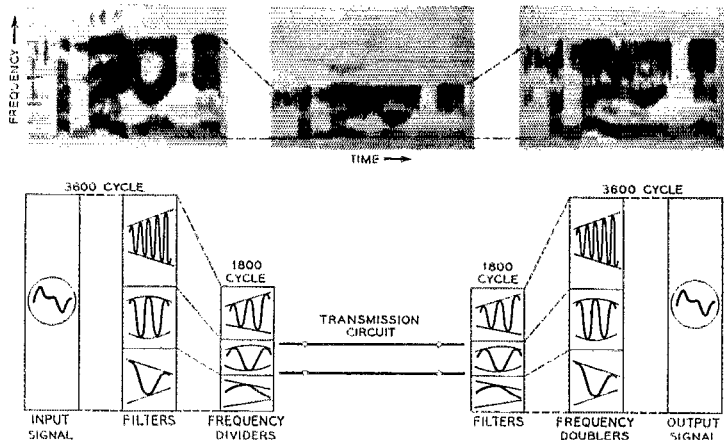 FREQUENCY
TIME
3600 CYCLE
3600 CYCLE
1800
CYCLE
1800
CYCLE
TRANSMISSION
CIRCUIT
INPUT
SIGNAL
FILTERS
FREQUENCY
DIVIDERS
FILTERS
FREQUENCY
DOUBLERS
OUTPUT
SIGNAL